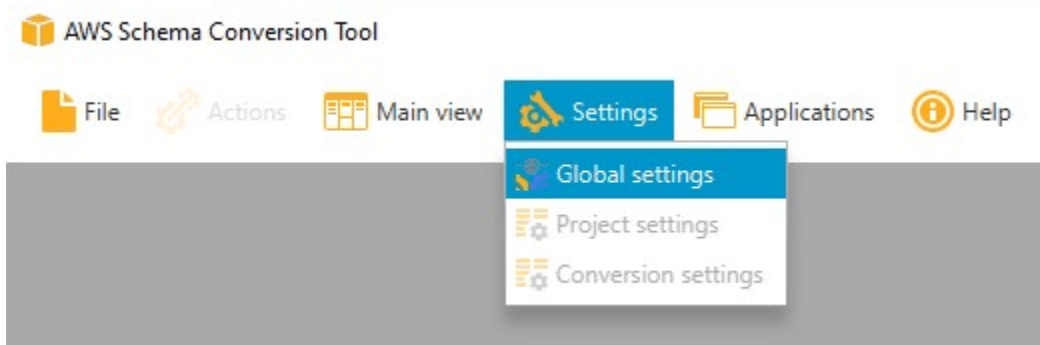 AWS Schema Conversion Tool
File Actions Main view Settings Applications Help
Global settings
Project settings
Conversion settings